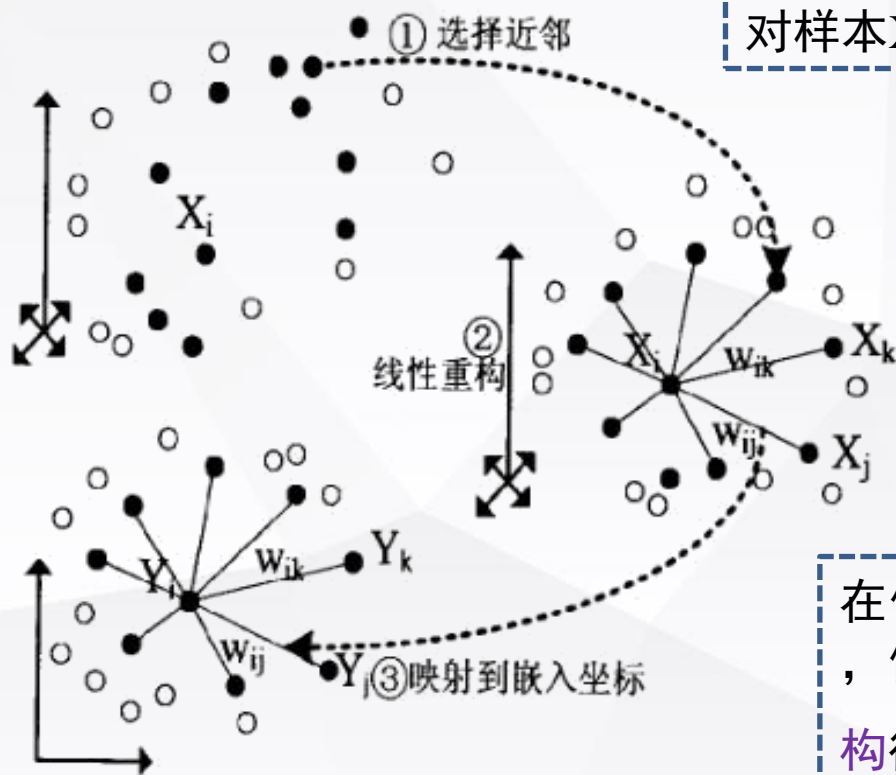 ① 选择近邻
对样本X
X_i
②
线性重构
X_i
w_ik
X_k
w_ij
X_j
Y_i
w_ik
Y_k
w_ij
Y_j
③映射到嵌入坐标
在
，
构